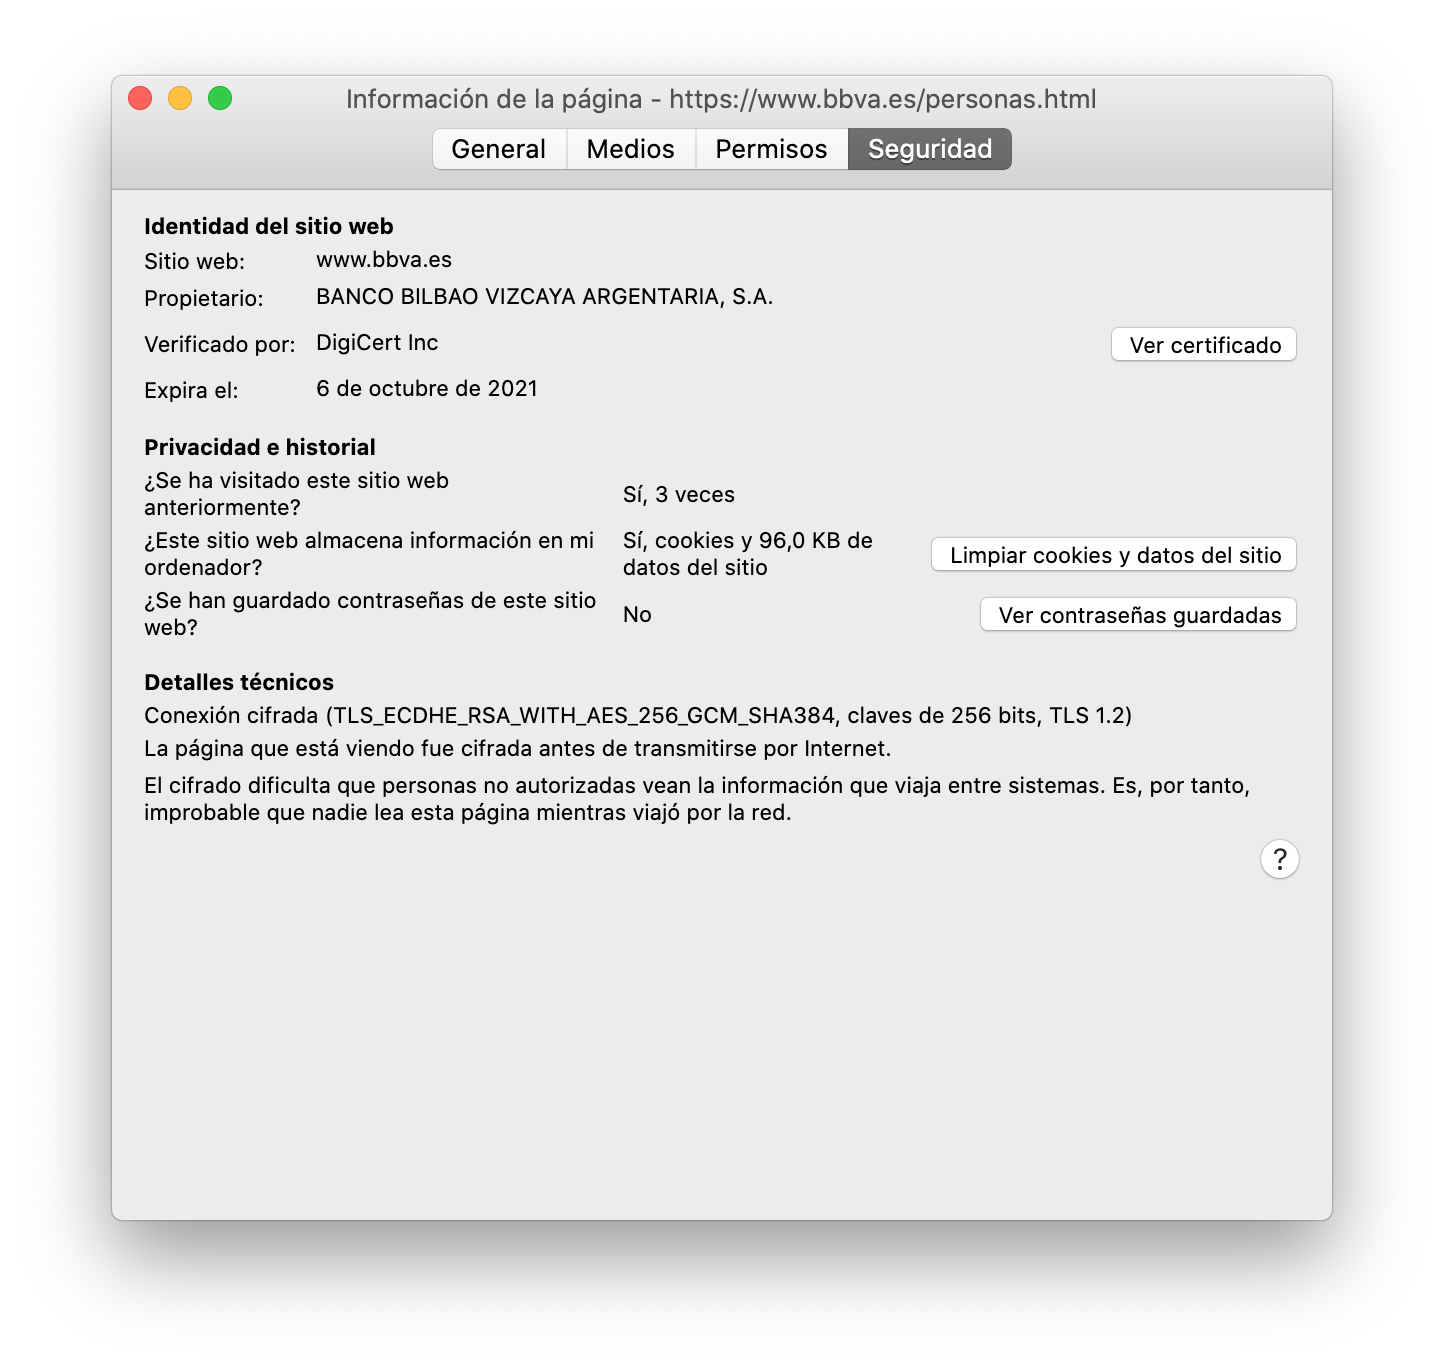 Información de la página - https://www.bbva.es/personas.html
General Medios Permisos Seguridad
Identidad del sitio web
Sitio web: www.bbva.es
Propietario: BANCO BILBAO VIZCAYA ARGENTARIA, S.A.
Verificado por: DigiCert Inc Ver certificado
Expira el: 6 de octubre de 2021
Privacidad e historial
¿Se ha visitado este sitio web
anteriormente?
Sí, 3 veces
¿Este sitio web almacena información en mi
ordenador?
Sí, cookies y 96,0 KB de
datos del sitio
Limpiar cookies y datos del sitio
¿Se han guardado contraseñas de este sitio
web?
No
Ver contraseñas guardadas
Detalles técnicos
Conexión cifrada (TLS_ECDHE_RSA_WITH_AES_256_GCM_SHA384, claves de 256 bits, TLS 1.2)
La página que está viendo fue cifrada antes de transmitirse por Internet.
El cifrado dificulta que personas no autorizadas vean la información que viaja entre sistemas. Es, por tanto,
improbable que nadie lea esta página mientras viajó por la red.
?